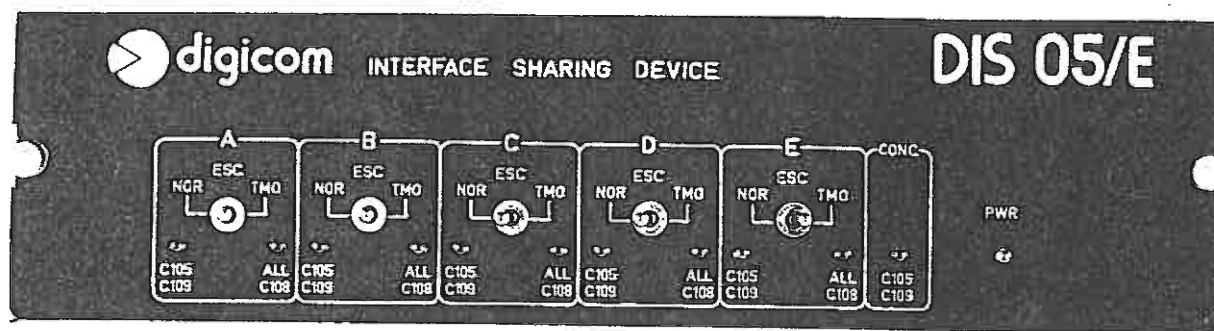 digicom INTERFACE SHARING DEVICE DIS 05/E
A B C D E CONC
ESC ESC ESC ESC ESC
NOR TMO NOR TMO NOR TMO NOR TMO NOR TMO
PWR
C105 ALL C105 ALL C105 ALL C105 ALL C105 ALL C105
C109 C108 C109 C108 C109 C108 C109 C108 C109 C108 C109